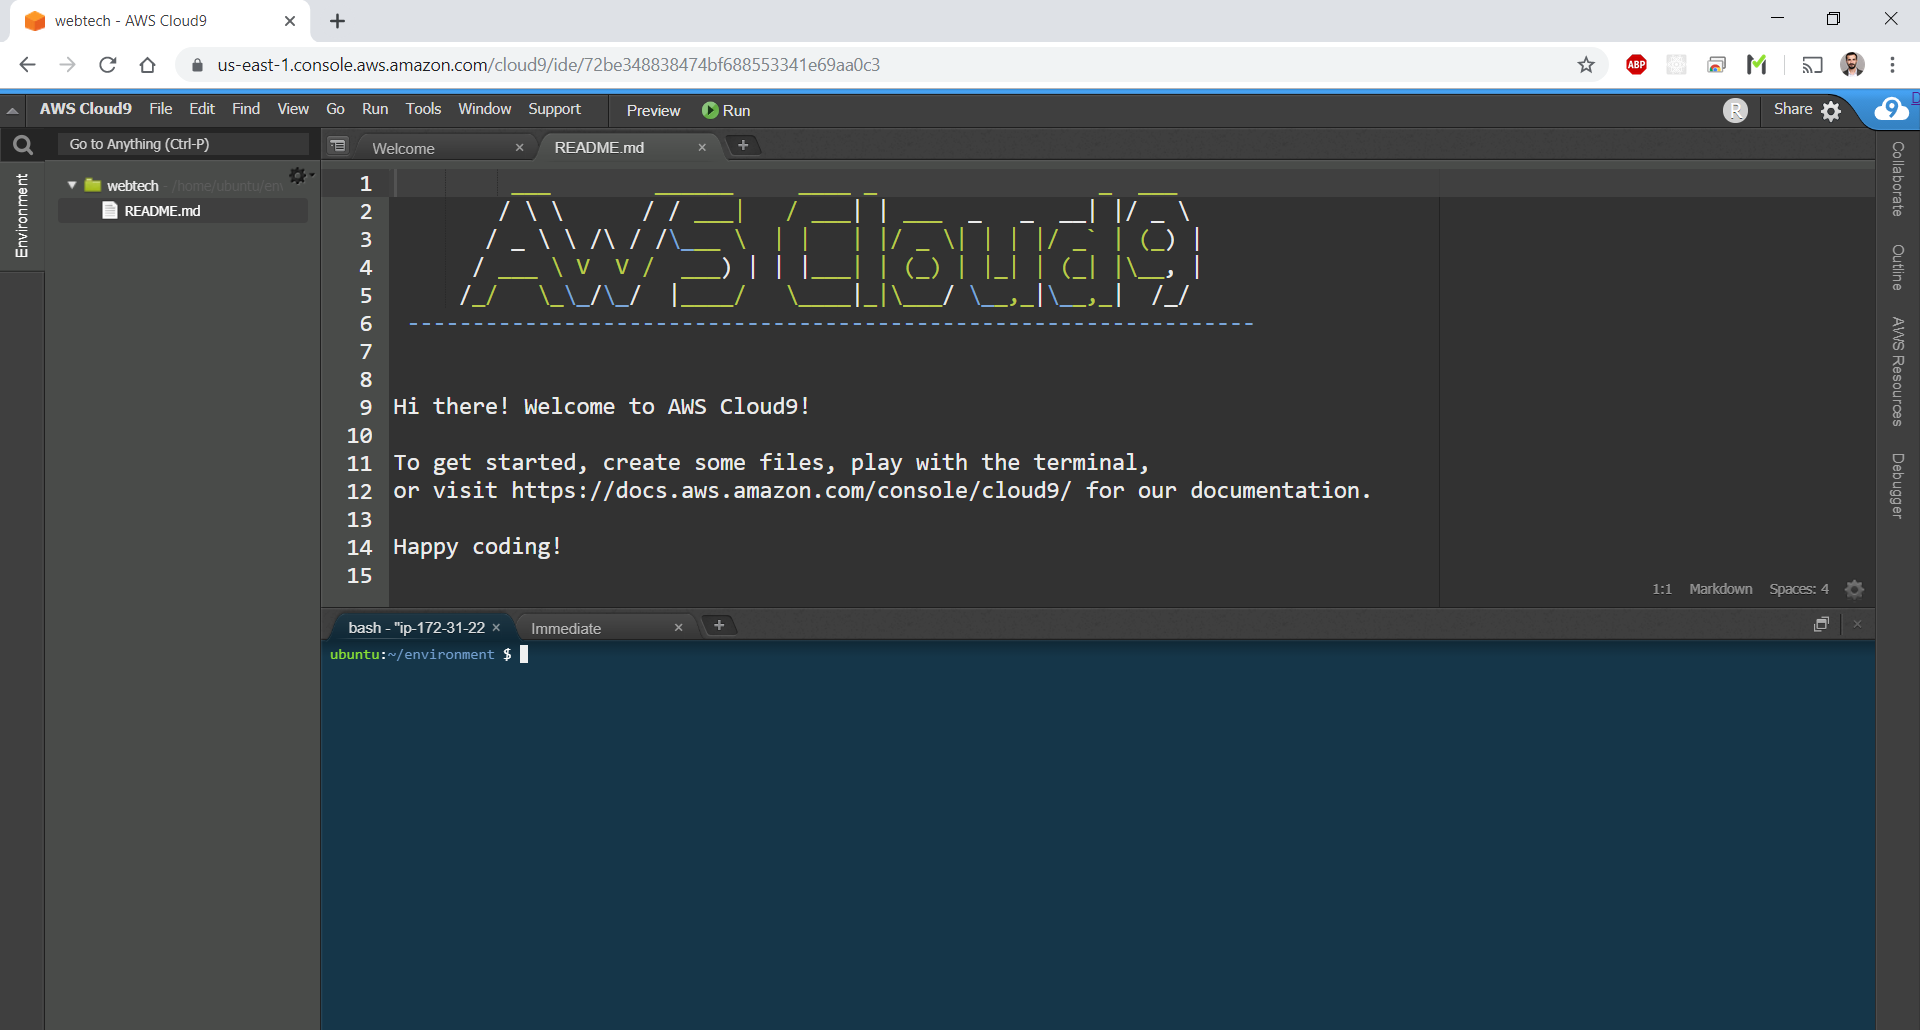 webtech - AWS Cloud9
us-east-1.console.aws.amazon.com/cloud9/ide/72be348838474bf688553341e69aa0c3
ABP
AWS Cloud9 File Edit Find View Go Run Tools Window Support Preview Run R Share 9
Go to Anything (Ctrl-P)
Welcome README.md
Environment
webtech - /home/ubuntu/en
README.md
1
2
3
4
5
AWS Cloud9
6 -----------------------------------------------------------------
7
8
9 Hi there! Welcome to AWS Cloud9!
10
11 To get started, create some files, play with the terminal,
12 or visit https://docs.aws.amazon.com/console/cloud9/ for our documentation.
13
14 Happy coding!
15
1:1 Markdown Spaces: 4
bash - "ip-172-31-22 Immediate
ubuntu:~/environment $
Collaborate
Outline
AWS Resources
Debugger